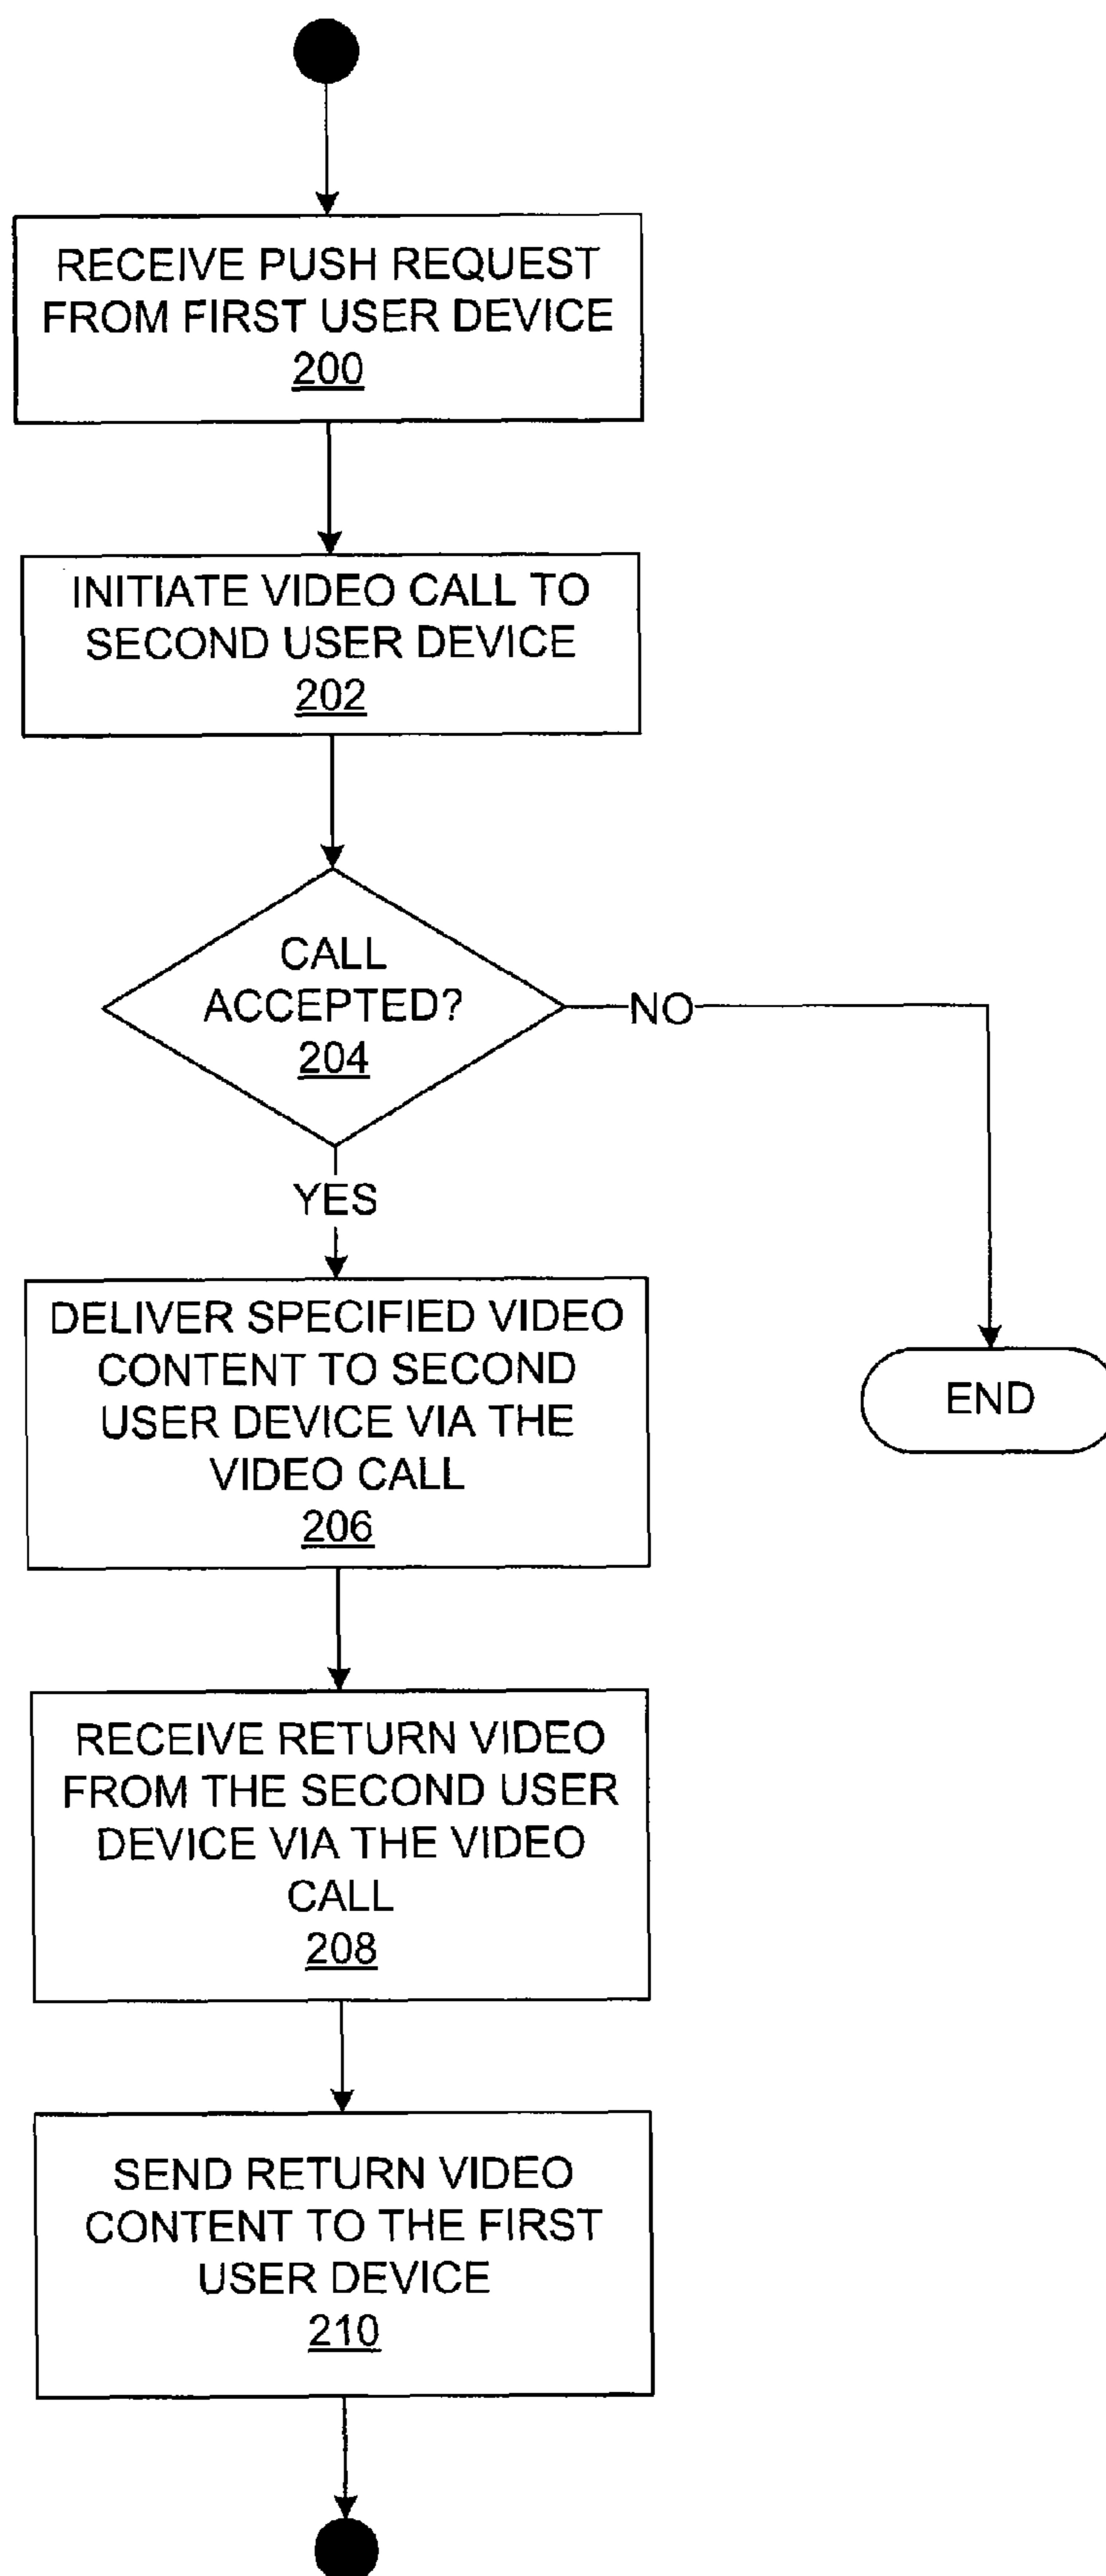 RECEIVE PUSH REQUEST
FROM FIRST USER DEVICE
200
INITIATE VIDEO CALL TO
SECOND USER DEVICE
202
CALL
ACCEPTED?
204
NO
YES
DELIVER SPECIFIED VIDEO
CONTENT TO SECOND
USER DEVICE VIA THE
VIDEO CALL
206
END
RECEIVE RETURN VIDEO
FROM THE SECOND USER
DEVICE VIA THE VIDEO
CALL
208
SEND RETURN VIDEO
CONTENT TO THE FIRST
USER DEVICE
210